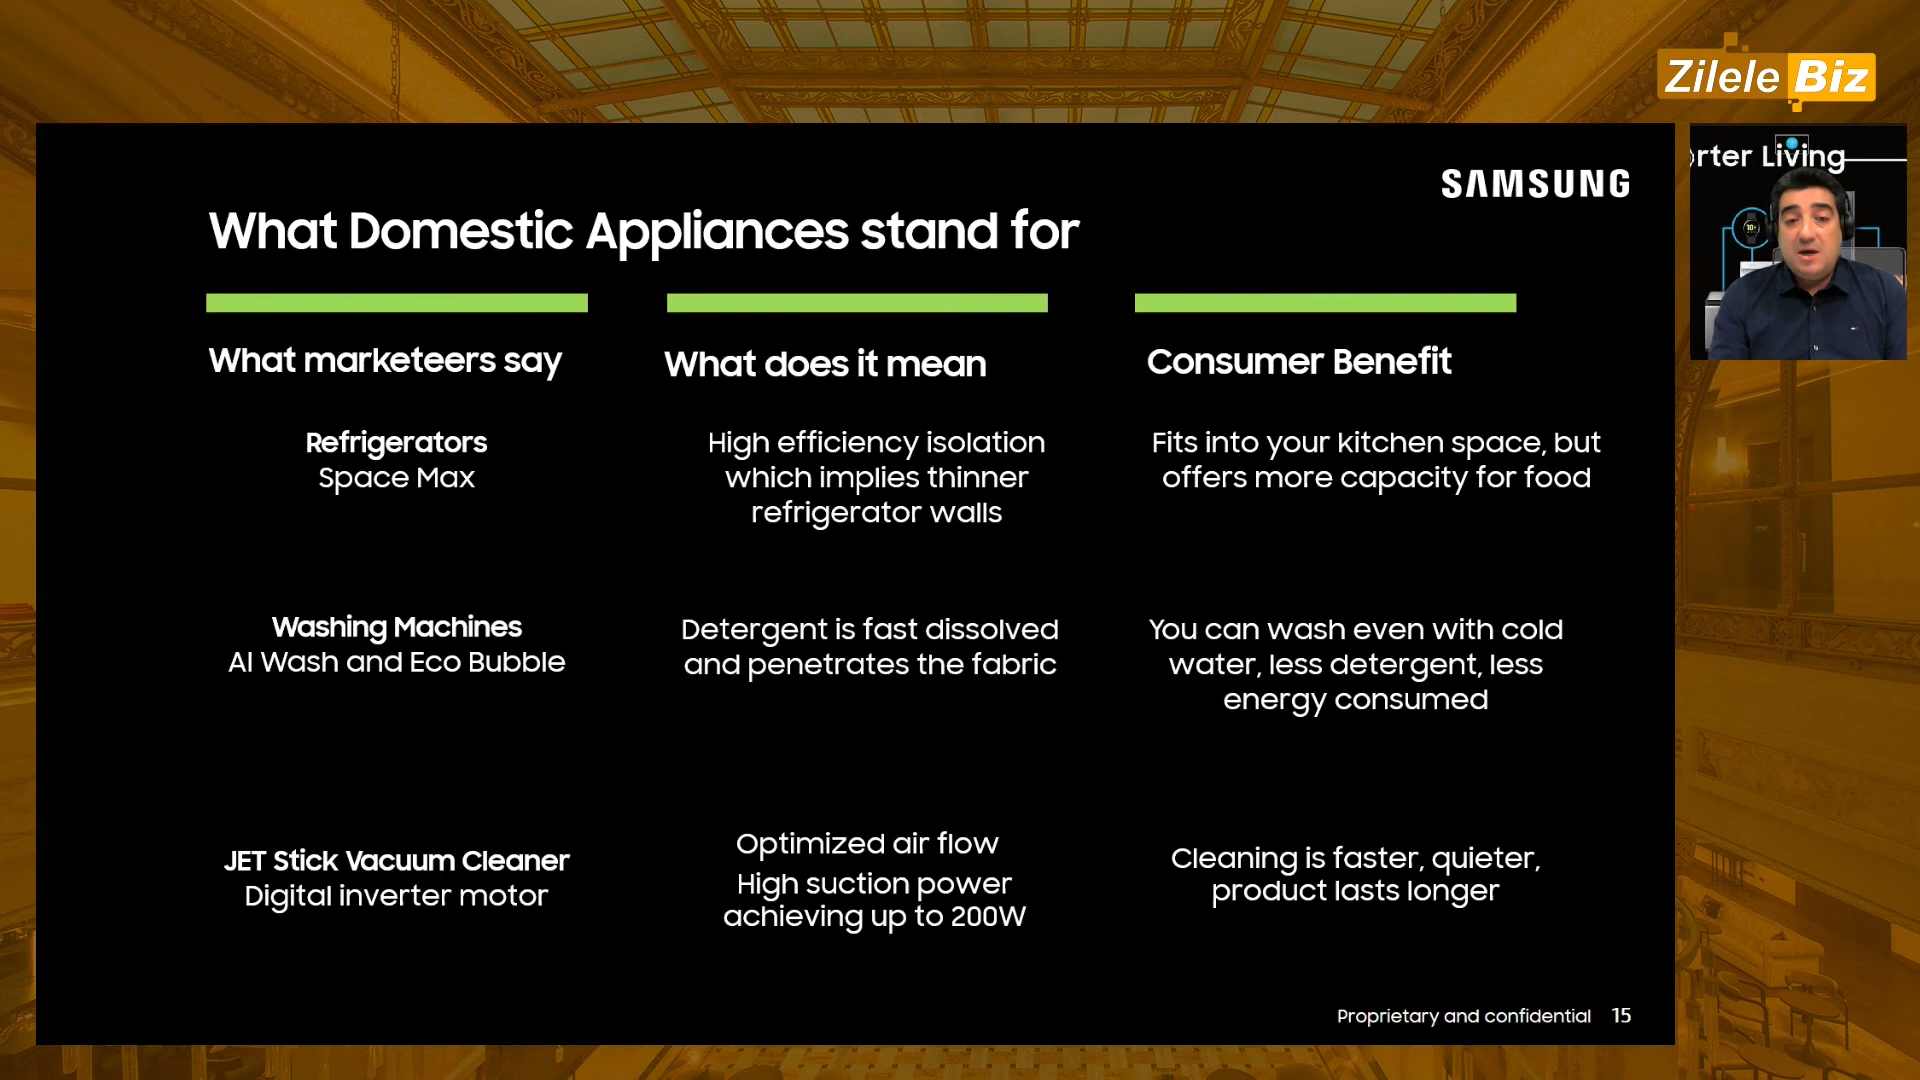 Zilele Biz
rter Living
10
SAMSUNG
What Domestic Appliances stand for
What marketeers say
What does it mean
Consumer Benefit
Refrigerators
Space Max
High efficiency isolation
which implies thinner
refrigerator walls
Fits into your kitchen space, but
offers more capacity for food
Washing Machines
AI Wash and Eco Bubble
Detergent is fast dissolved
and penetrates the fabric
You can wash even with cold
water, less detergent, less
energy consumed
JET Stick Vacuum Cleaner
Digital inverter motor
Optimized air flow
High suction power
achieving up to 200W
Cleaning is faster, quieter,
product lasts longer
Proprietary and confidential 15